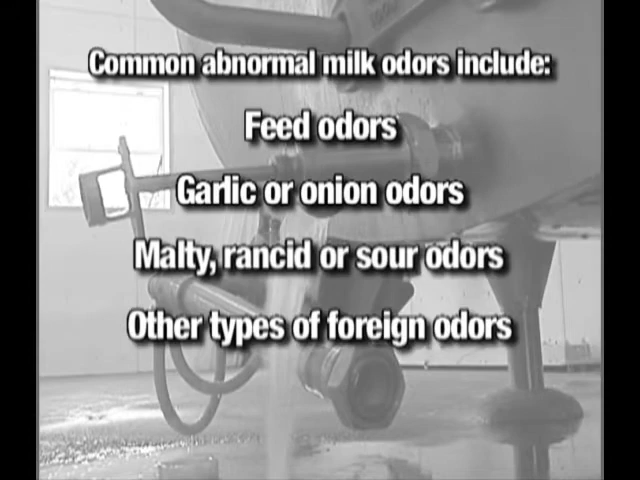 Common abnormal milk odors include:
Feed odors
Garlic or onion odors
Malty, rancid or sour odors
Other types of foreign odors